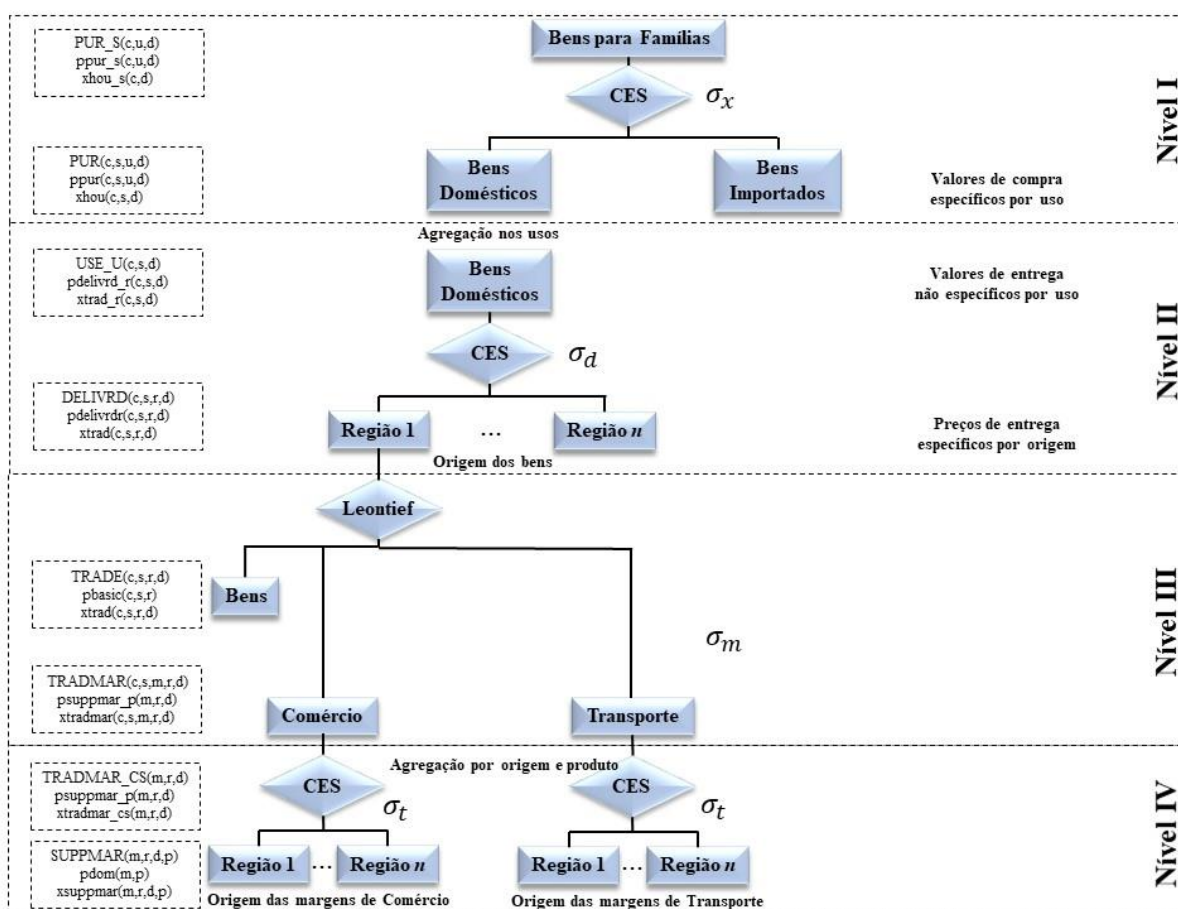 PUR_S(c,u,d)
ppur_s(c,u,d)
xhou_s(c,d)
Bens para Famílias
CES
σx
Nível I
PUR(c,s,u,d)
ppur(c,s,u,d)
xhou(c,s,d)
Bens
Domésticos
Bens
Importados
Valores de compra
específicos por uso
Agregação nos usos
USE_U(c,s,d)
pdelivrd_r(c,s,d)
xtrad_r(c,s,d)
Bens
Domésticos
Valores de entrega
não específicos por uso
CES
σd
Nível II
DELIVRD(c,s,r,d)
pdelivrdr(c,s,r,d)
xtrad(c,s,r,d)
Região 1
...
Região n
Preços de entrega
específicos por origem
Origem dos bens
Leontief
TRADE(c,s,r,d)
pbasic(c,s,r)
xtrad(c,s,r,d)
Bens
σm
Nível III
TRADMAR(c,s,m,r,d)
psuppmar_p(m,r,d)
xtradmar(c,s,m,r,d)
Comércio
Transporte
TRADMAR_CS(m,r,d)
psuppmar_p(m,r,d)
xtradmar_cs(m,r,d)
Agregação por origem e produto
CES
σt
CES
σt
Nível IV
SUPPMAR(m,r,d,p)
pdom(m,p)
xsuppmar(m,r,d,p)
Região 1
...
Região n
Região 1
...
Região n
Origem das margens de Comércio
Origem das margens de Transporte